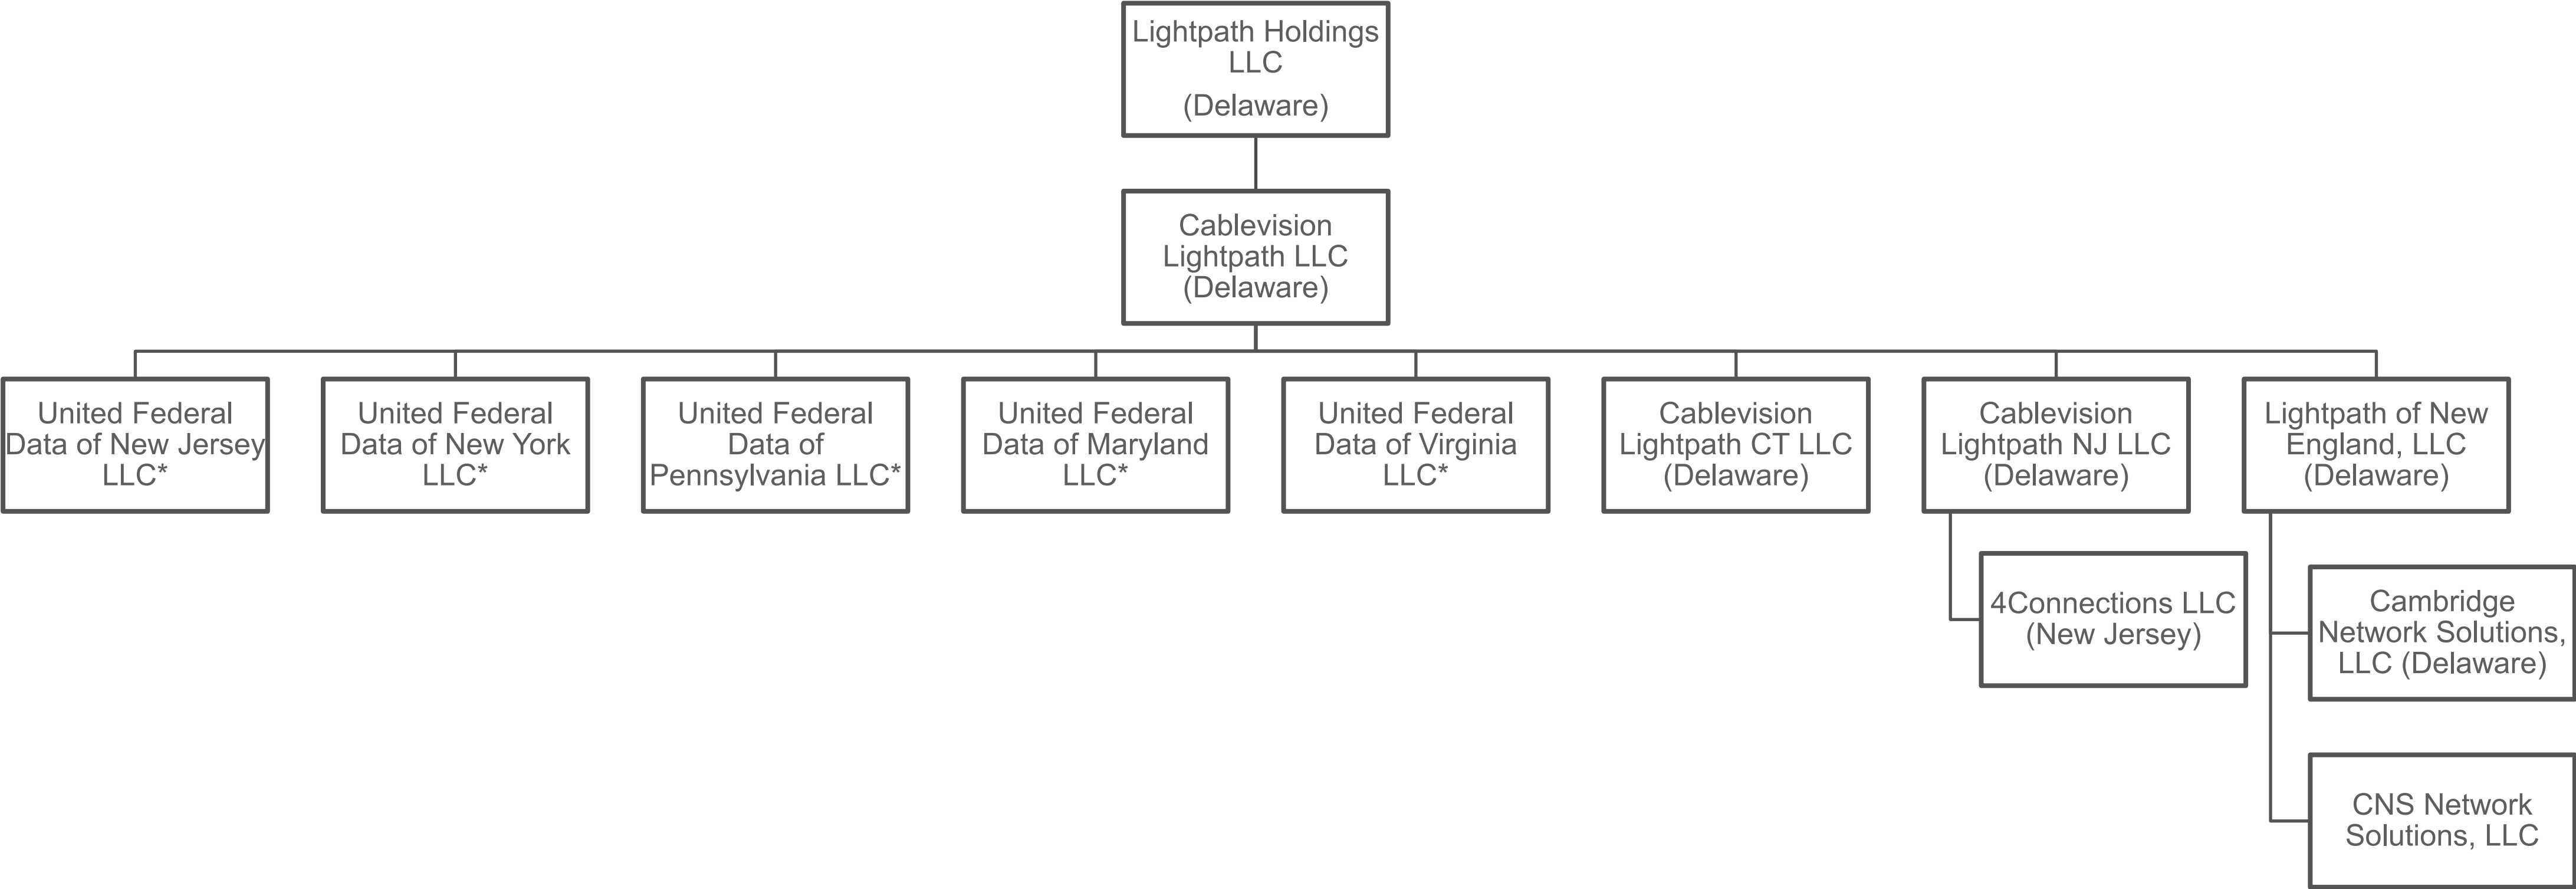 Lightpath Holdings
LLC
(Delaware)
Cablevision
Lightpath LLC
(Delaware)
United Federal
Data of New Jersey
LLC*
United Federal
Data of New York
LLC*
United Federal
Data of
Pennsylvania LLC*
United Federal
Data of Maryland
LLC*
United Federal
Data of Virginia
LLC*
Cablevision
Lightpath CT LLC
(Delaware)
Cablevision
Lightpath NJ LLC
(Delaware)
Lightpath of New
England, LLC
(Delaware)
4Connections LLC
(New Jersey)
Cambridge
Network Solutions,
LLC (Delaware)
CNS Network
Solutions, LLC